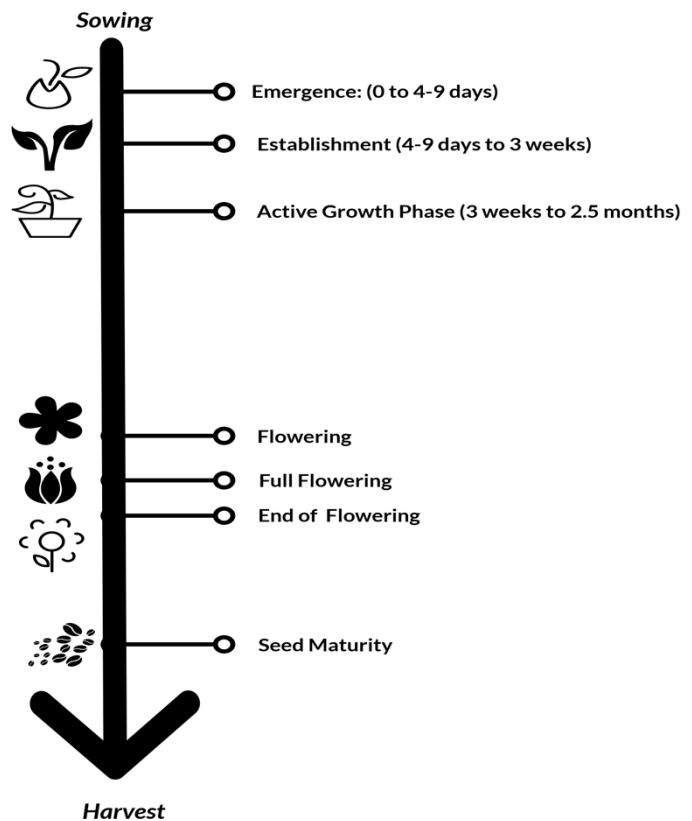 Sowing
Emergence: (0 to 4-9 days)
Establishment (4-9 days to 3 weeks)
Active Growth Phase (3 weeks to 2.5 months)
Flowering
Full Flowering
End of Flowering
Seed Maturity
Harvest